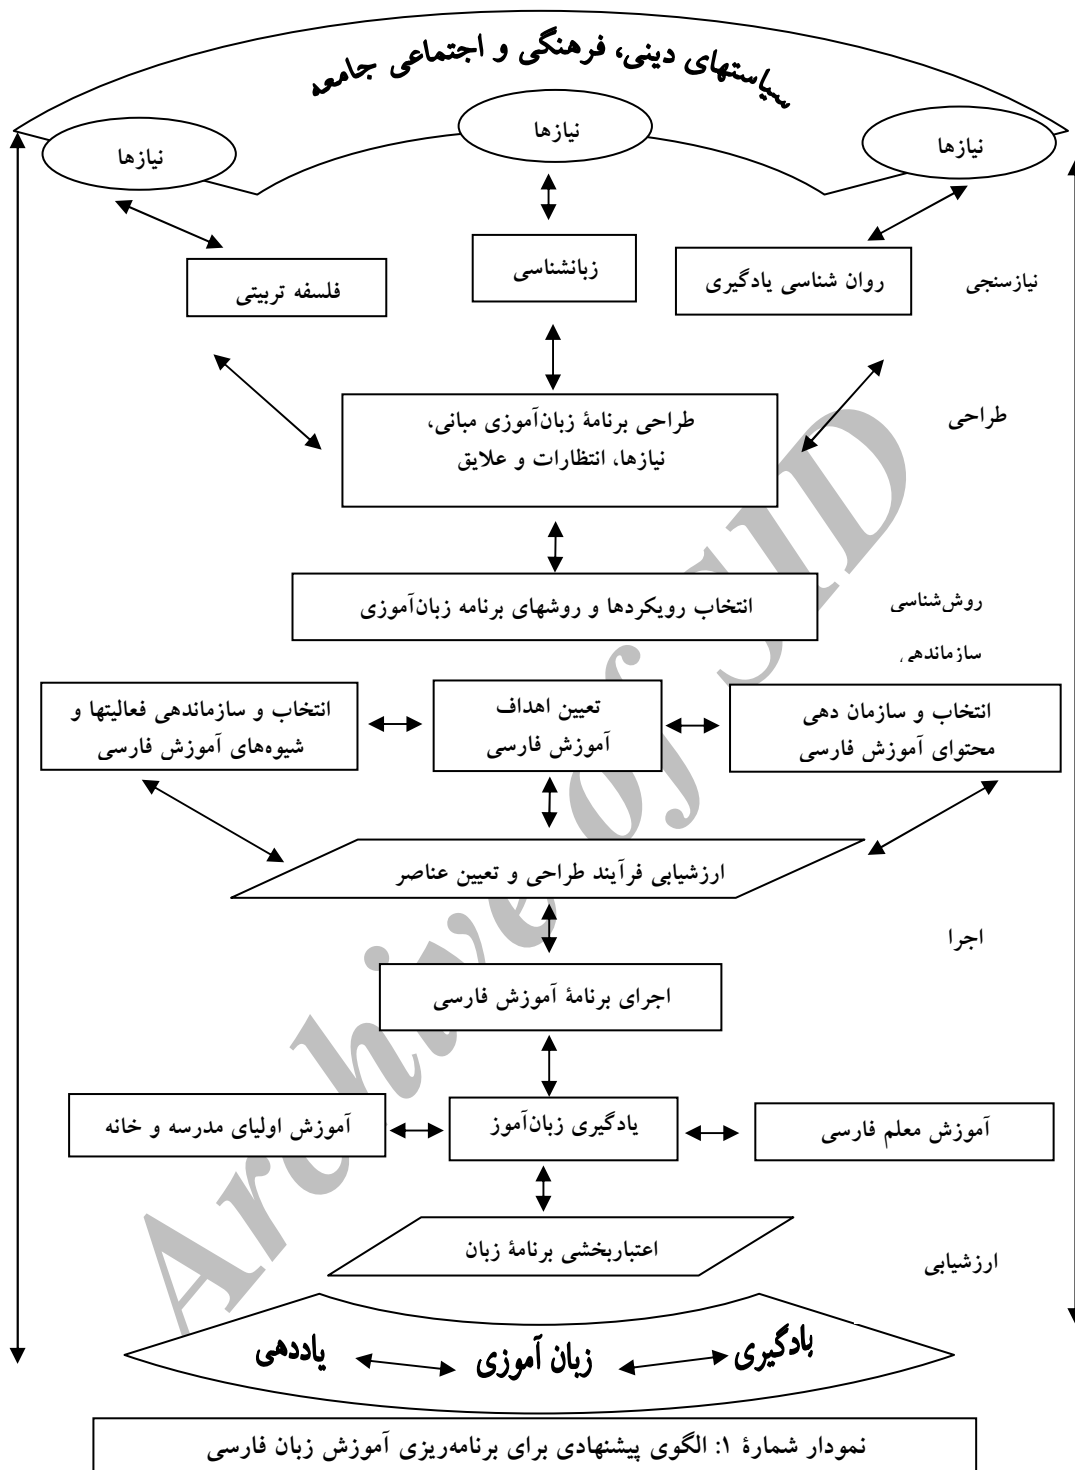 سیاستهای دینی، فرهنگی و اجتماعی جامعه
نیازها
نیازها
نیازها
روان شناسی یادگیری
زبانشناسی
فلسفه تربیتی
نیازسنجی
طراحی برنامهٔ زبان‌آموزی مبانی،
نیازها، انتظارات و علایق
طراحی
انتخاب رویکردها و روشهای برنامه زبان‌آموزی
روش‌شناسی
سازماندهی
انتخاب و سازمان دهی
محتوای آموزش فارسی
تعیین اهداف
آموزش فارسی
انتخاب و سازماندهی فعالیتها و
شیوه‌های آموزش فارسی
ارزشیابی فرآیند طراحی و تعیین عناصر
اجرا
اجرای برنامهٔ آموزش فارسی
آموزش معلم فارسی
یادگیری زبان‌آموز
آموزش اولیای مدرسه و خانه
اعتباربخشی برنامهٔ زبان
ارزشیابی
یادگیری
زبان آموزی
یاددهی
نمودار شمارهٔ ۱: الگوی پیشنهادی برای برنامه‌ریزی آموزش زبان فارسی
Archive of SID